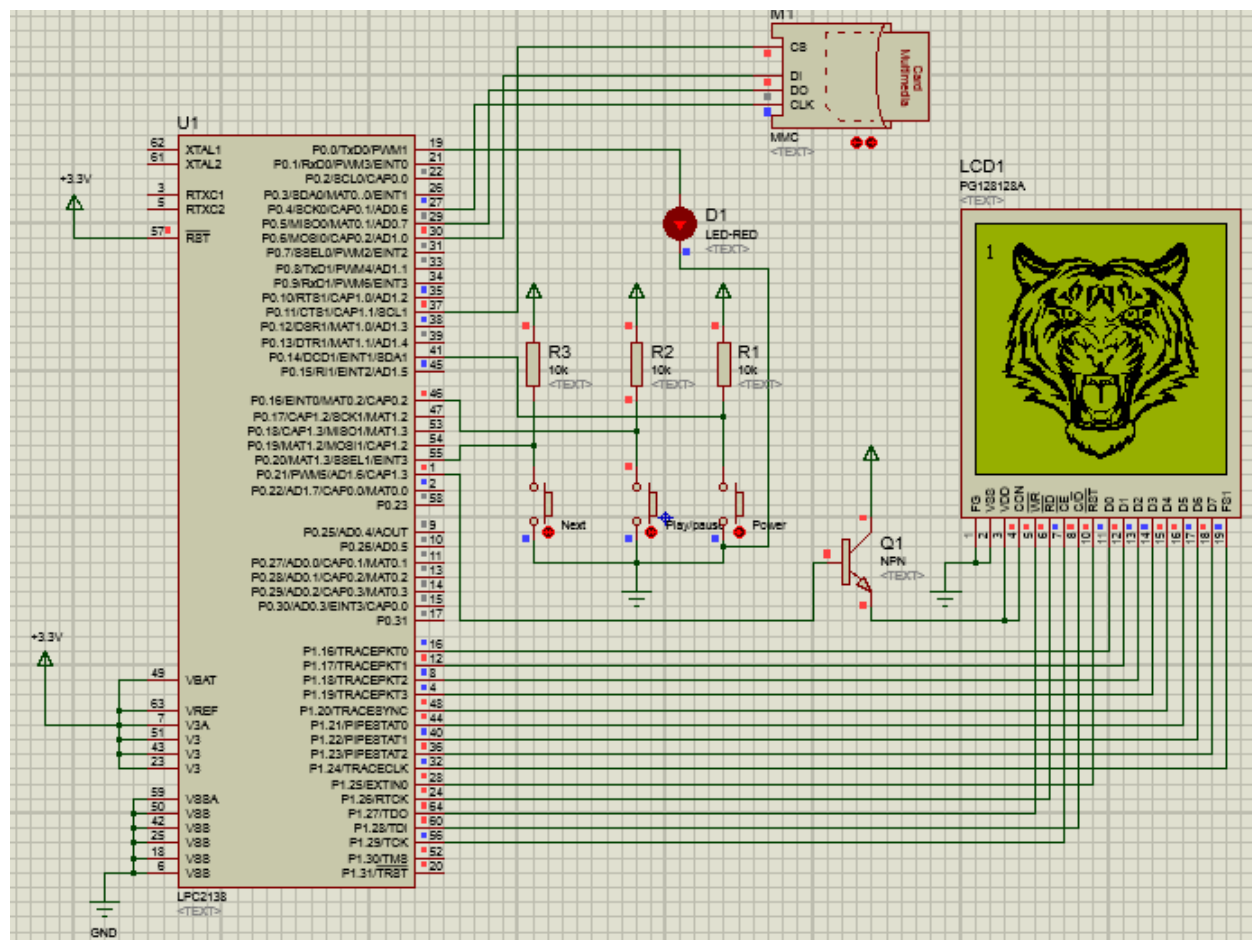 M1
CS
DI
DO
CLK
Card
Multimedia
MMC
<TEXT>
U1
62
XTAL1
61
XTAL2
3
RTXC1
5
RTXC2
57
RST
+3.3V
P0.0/TxD0/PWM1
19
P0.1/RxD0/PWM3/EINT0
21
P0.2/SCL0/CAP0.0
22
P0.3/SDA0/MAT0..0/EINT1
26
P0.4/SCK0/CAP0.1/AD0.6
27
P0.5/MISO0/MAT0.1/AD0.7
29
P0.6/MOSI0/CAP0.2/AD1.0
30
P0.7/SSEL0/PWM2/EINT2
31
P0.8/TxD1/PWM4/AD1.1
33
P0.9/RxD1/PWM6/EINT3
34
P0.10/RTS1/CAP1.0/AD1.2
35
P0.11/CTS1/CAP1.1/SCL1
37
P0.12/DSR1/MAT1.0/AD1.3
38
P0.13/DTR1/MAT1.1/AD1.4
39
P0.14/DCD1/EINT1/SDA1
41
P0.15/RI1/EINT2/AD1.5
45
P0.16/EINT0/MAT0.2/CAP0.2
46
P0.17/CAP1.2/SCK1/MAT1.2
47
P0.18/CAP1.3/MISO1/MAT1.3
53
P0.19/MAT1.2/MOSI1/CAP1.2
54
P0.20/MAT1.3/SSEL1/EINT3
55
P0.21/PWM5/AD1.6/CAP1.3
1
P0.22/AD1.7/CAP0.0/MAT0.0
2
P0.23
58
P0.25/AD0.4/AOUT
9
P0.26/AD0.5
10
P0.27/AD0.0/CAP0.1/MAT0.1
11
P0.28/AD0.1/CAP0.2/MAT0.2
13
P0.29/AD0.2/CAP0.3/MAT0.3
14
P0.30/AD0.3/EINT3/CAP0.0
15
P0.31
17
P1.16/TRACEPKT0
16
P1.17/TRACEPKT1
12
P1.18/TRACEPKT2
8
P1.19/TRACEPKT3
4
P1.20/TRACESYNC
48
P1.21/PIPESTAT0
44
P1.22/PIPESTAT1
40
P1.23/PIPESTAT2
36
P1.24/TRACECLK
32
P1.25/EXTIN0
28
P1.26/RTCK
24
P1.27/TDO
64
P1.28/TDI
60
P1.29/TCK
56
P1.30/TMS
52
P1.31/TRST
20
+3.3V
49
VBAT
63
VREF
7
V3A
51
V3
43
V3
23
V3
59
VSSA
50
VSS
42
VSS
25
VSS
18
VSS
6
VSS
GND
LPC2138
<TEXT>
D1
LED-RED
<TEXT>
R3
10k
<TEXT>
R2
10k
<TEXT>
R1
10k
<TEXT>
Next
Play/pause
Power
Q1
NPN
<TEXT>
LCD1
PG128128A
<TEXT>
1
FG
VSS
VDD
CON
WR
RD
CE
C/D
RST
D0
D1
D2
D3
D4
D5
D6
D7
FS1
1
2
3
4
5
6
7
8
10
11
12
13
14
15
16
17
18
19